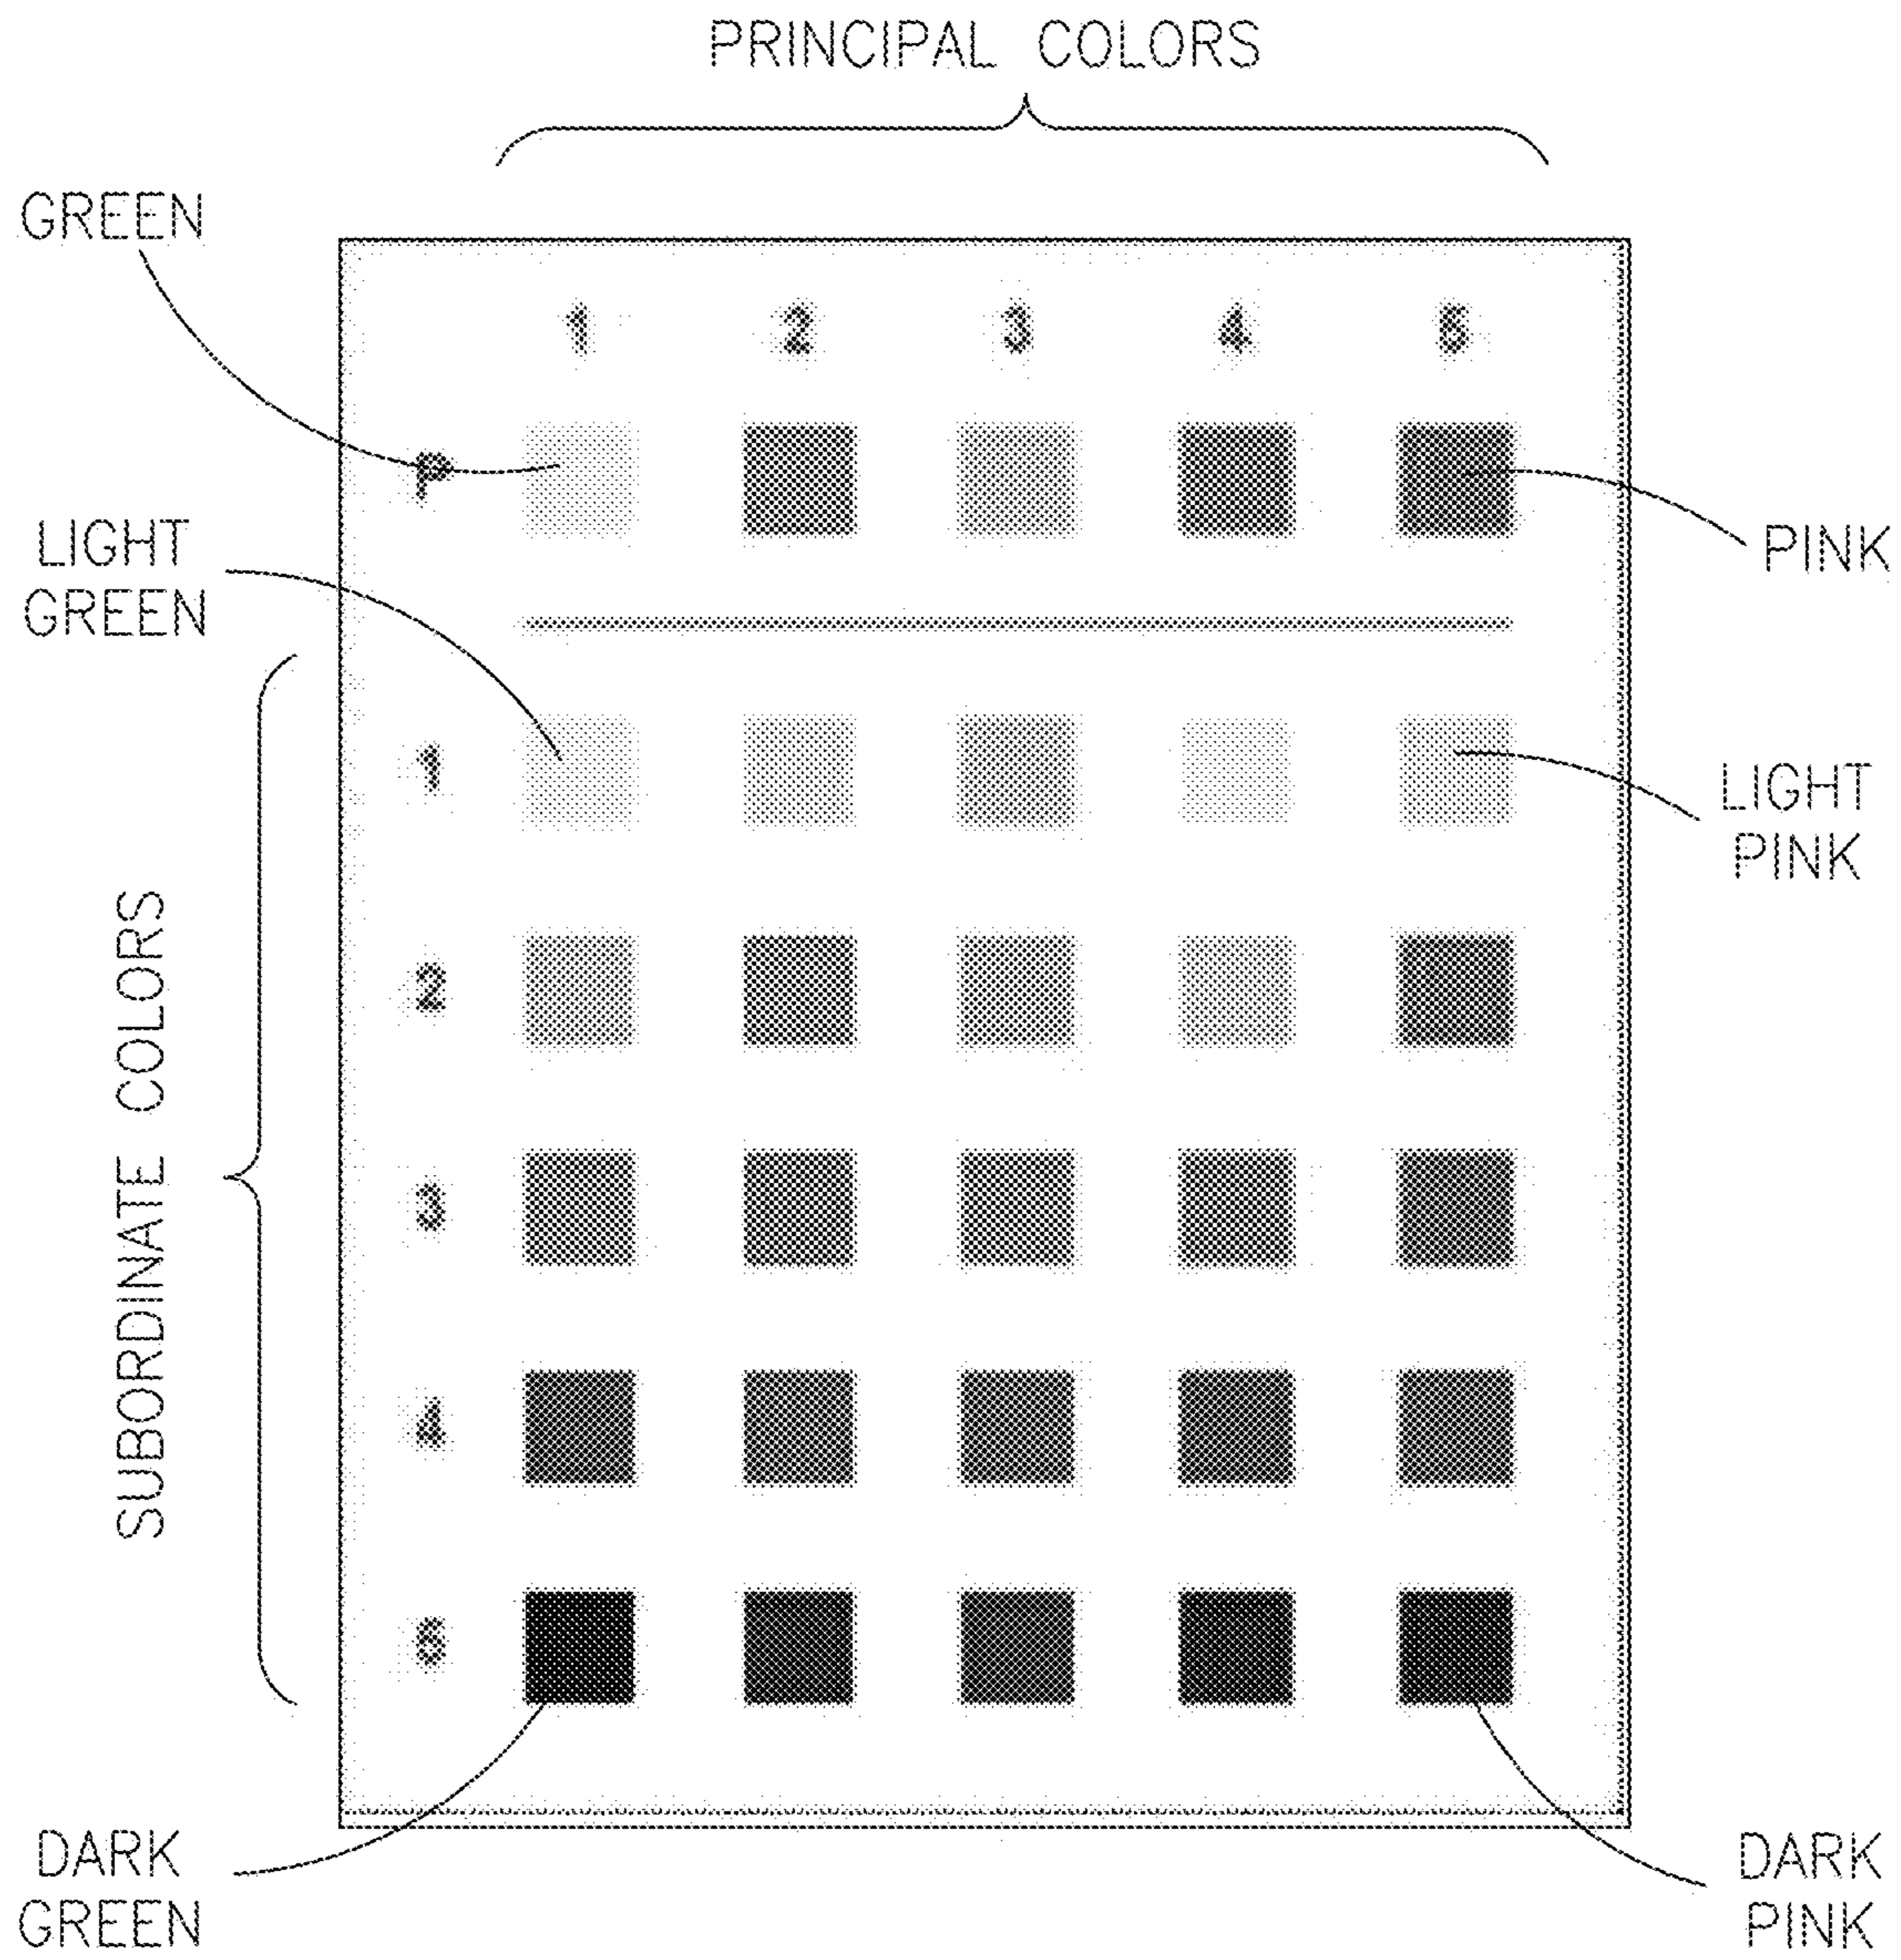 PRINCIPAL COLORS
GREEN
1 2 3 4 5
P
PINK
LIGHT
GREEN
1
LIGHT
PINK
SUBORDINATE COLORS
2
3
4
5
DARK
GREEN
DARK
PINK